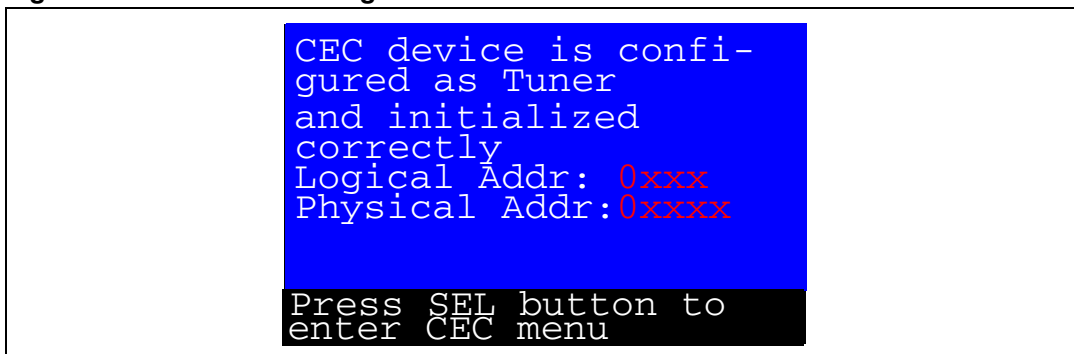 CEC device is confi-
gured as Tuner
and initialized
correctly
Logical Addr: 0xxx
Physical Addr:0xxxx
Press SEL button to
enter CEC menu